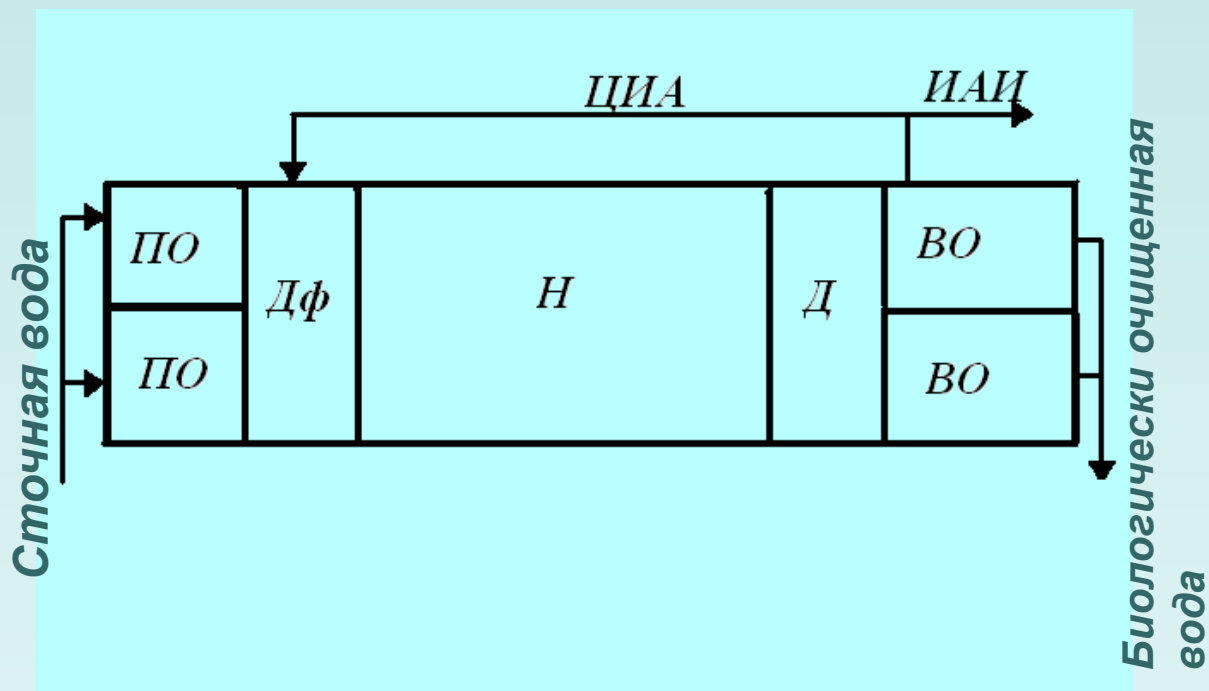 ЦИА
ИАИ
Сточная вода
ПО
ПО
Дф
Н
Д
ВО
ВО
Биологически очищенная
вода